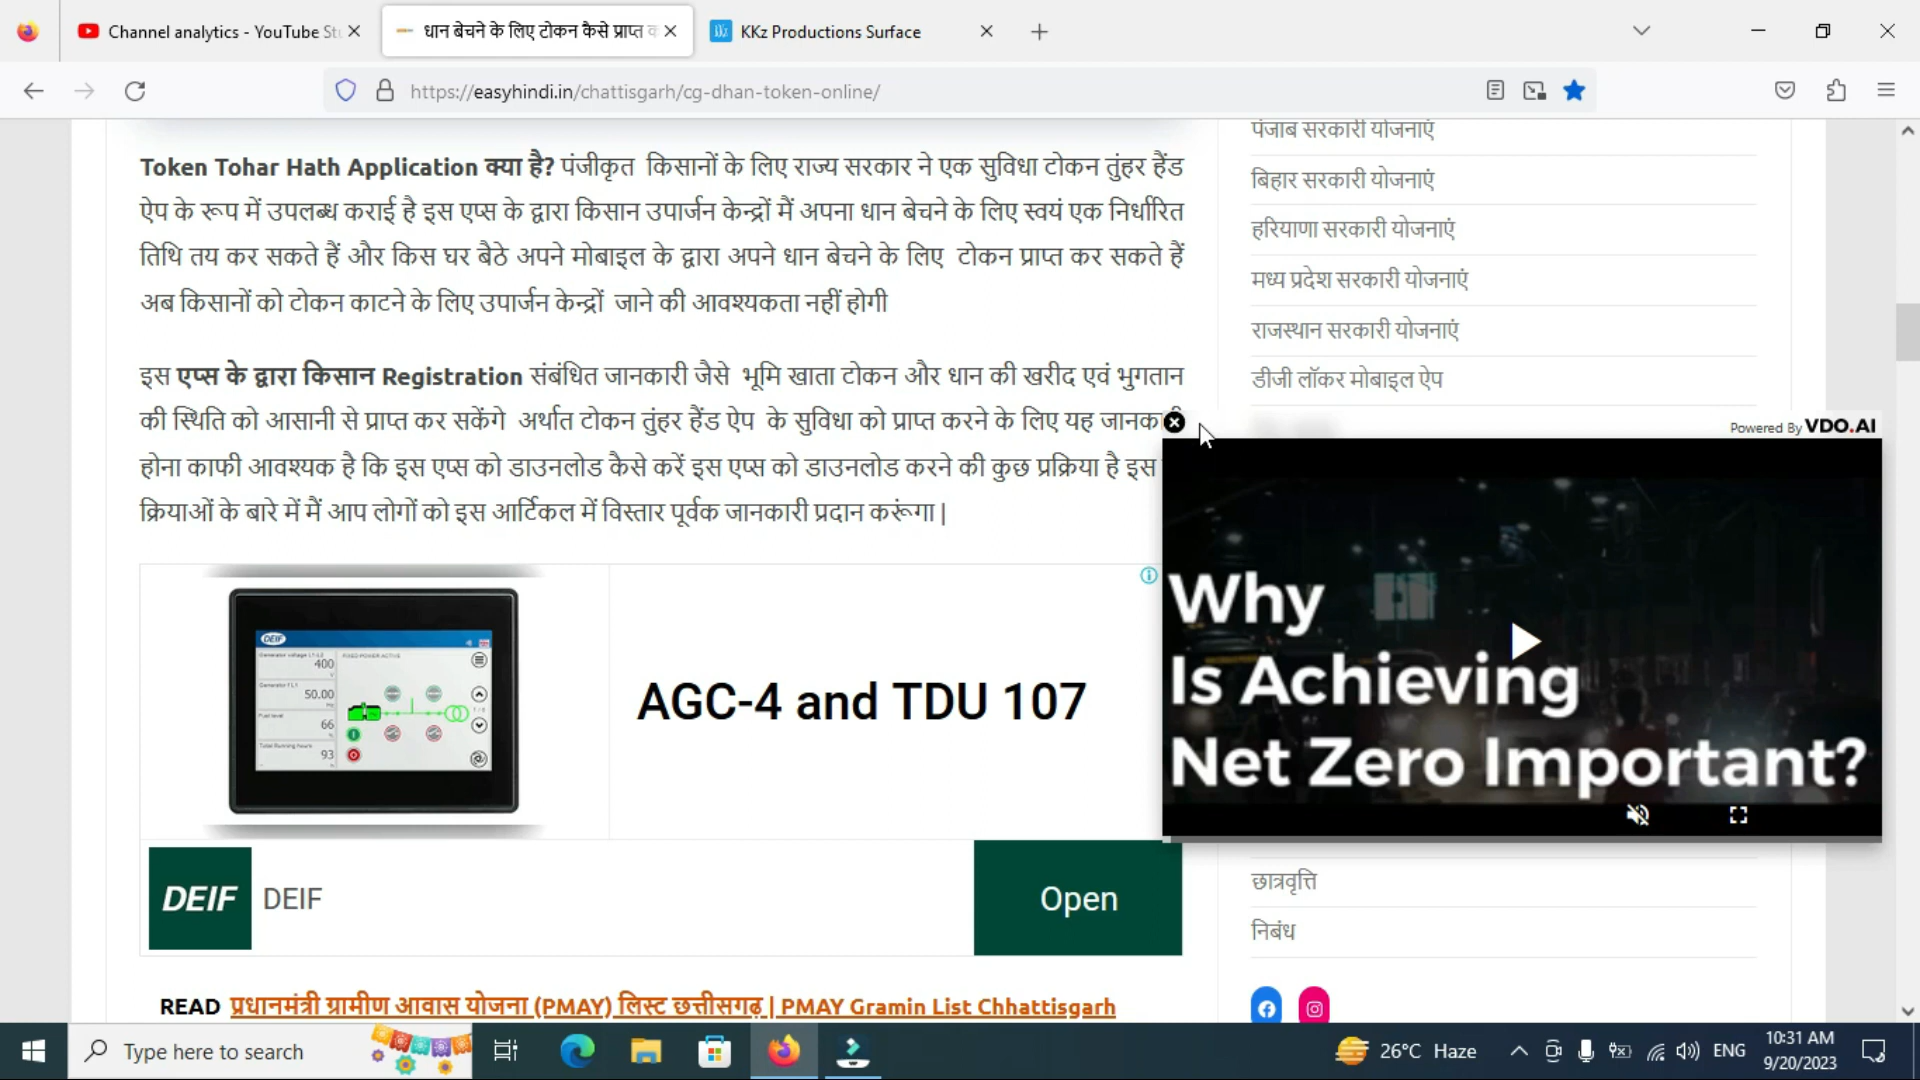 Channel analytics - YouTube St
धान बेचने के लिए टोकन कैसे प्राप्त क
KKz Productions Surface
https://easyhindi.in/chattisgarh/cg-dhan-token-online/
Token Tohar Hath Application क्या है? पंजीकृत किसानों के लिए राज्य सरकार ने एक सुविधा टोकन तुंहर हैंड
ऐप के रूप में उपलब्ध कराई है इस एप्स के द्वारा किसान उपार्जन केन्द्रों मैं अपना धान बेचने के लिए स्वयं एक निर्धारित
तिथि तय कर सकते हैं और किस घर बैठे अपने मोबाइल के द्वारा अपने धान बेचने के लिए टोकन प्राप्त कर सकते हैं
अब किसानों को टोकन काटने के लिए उपार्जन केन्द्रों जाने की आवश्यकता नहीं होगी
इस एप्स के द्वारा किसान Registration संबंधित जानकारी जैसे भूमि खाता टोकन और धान की खरीद एवं भुगतान
की स्थिति को आसानी से प्राप्त कर सकेंगे अर्थात टोकन तुंहर हैंड ऐप के सुविधा को प्राप्त करने के लिए यह
होना काफी आवश्यक है कि इस एप्स को डाउनलोड कैसे करें इस एप्स को डाउनलोड करने की कुछ प्रक्रिया है इस
क्रियाओं के बारे में मैं आप लोगों को इस आर्टिकल में विस्तार पूर्वक जानकारी प्रदान करूंगा |
पंजाब सरकारी योजनाएं
बिहार सरकारी योजनाएं
हरियाणा सरकारी योजनाएं
मध्य प्रदेश सरकारी योजनाएं
राजस्थान सरकारी योजनाएं
डीजी लॉकर मोबाइल ऐप
Powered By VDO.AI
Why
Is Achieving
Net Zero Important?
DEIF
400
50.00
66
93
AGC-4 and TDU 107
DEIF DEIF
Open
छात्रवृत्ति
निबंध
READ प्रधानमंत्री ग्रामीण आवास योजना (PMAY) लिस्ट छत्तीसगढ़ | PMAY Gramin List Chhattisgarh
Type here to search
26°C Haze
ENG
10:31 AM
9/20/2023